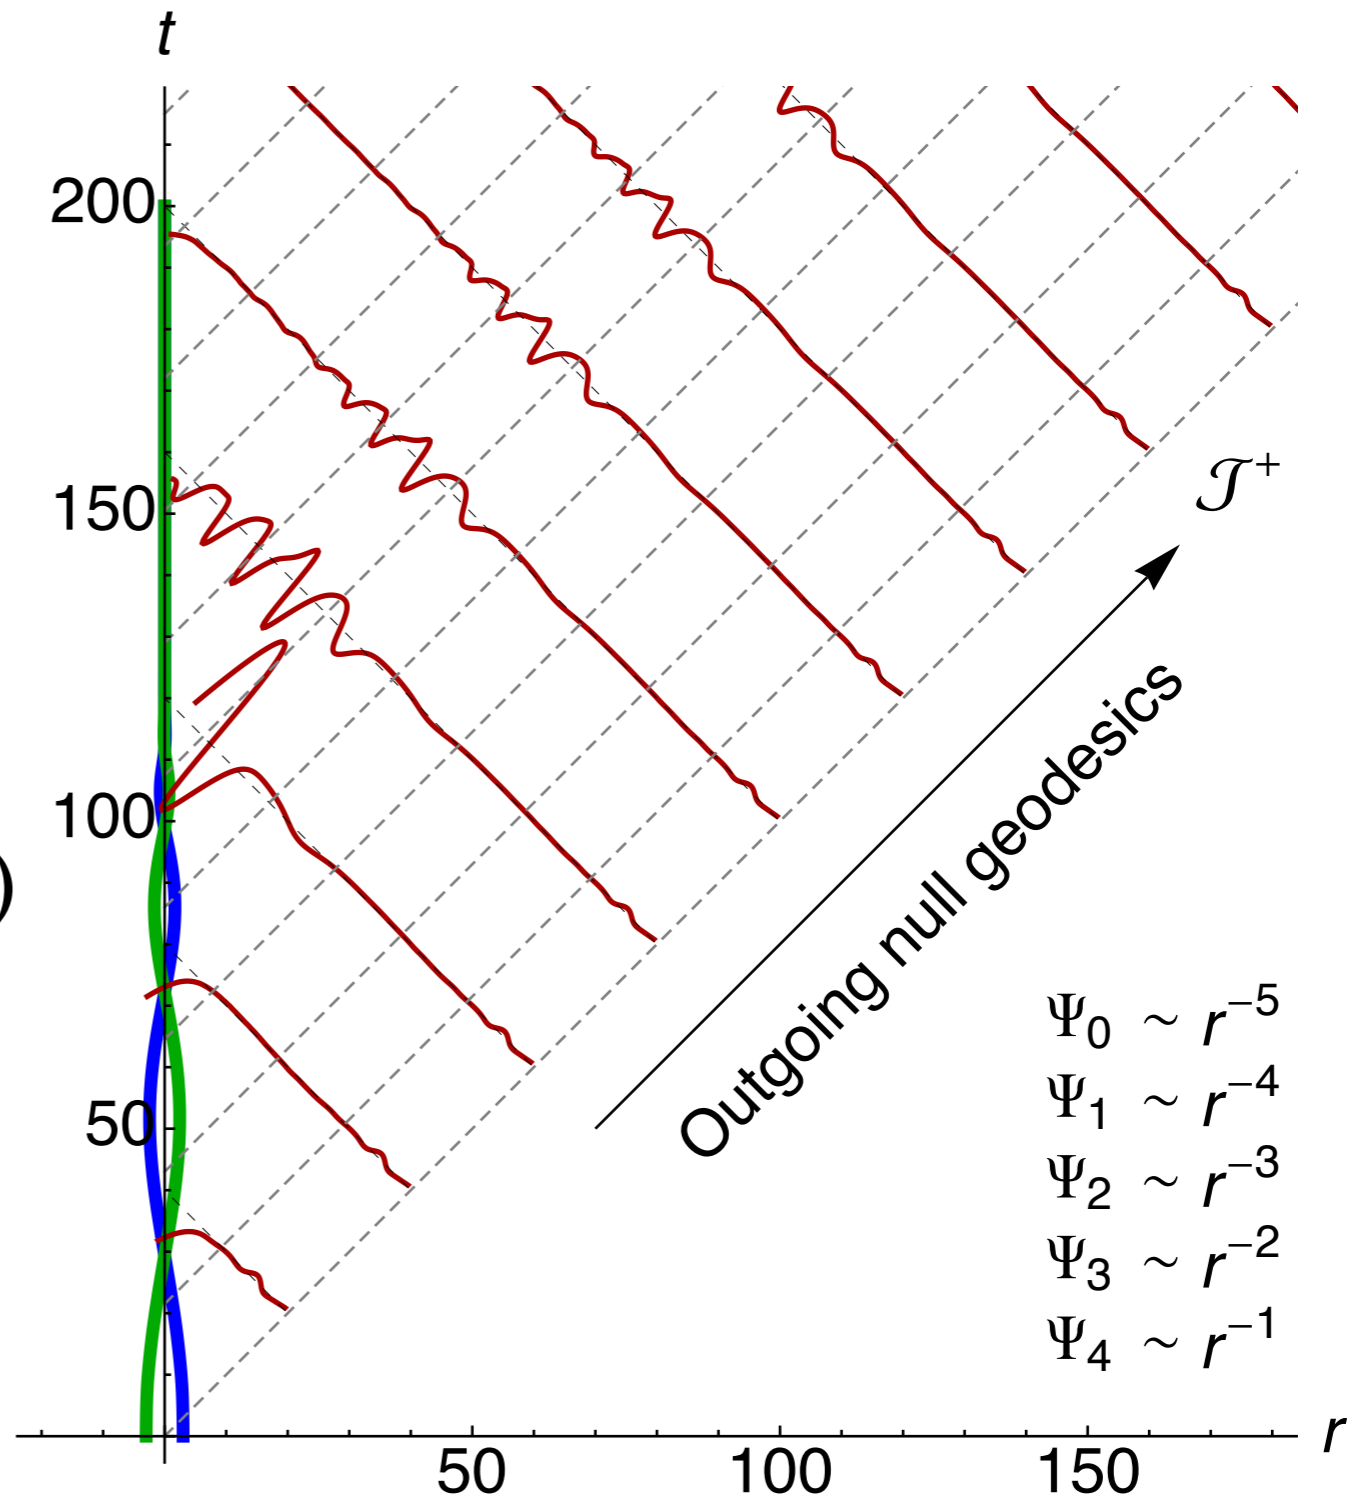 t
200
150
100
50
)
𝒥⁺
Outgoing null geodesics
Ψ₀ ~ r⁻⁵
Ψ₁ ~ r⁻⁴
Ψ₂ ~ r⁻³
Ψ₃ ~ r⁻²
Ψ₄ ~ r⁻¹
50 100 150 r